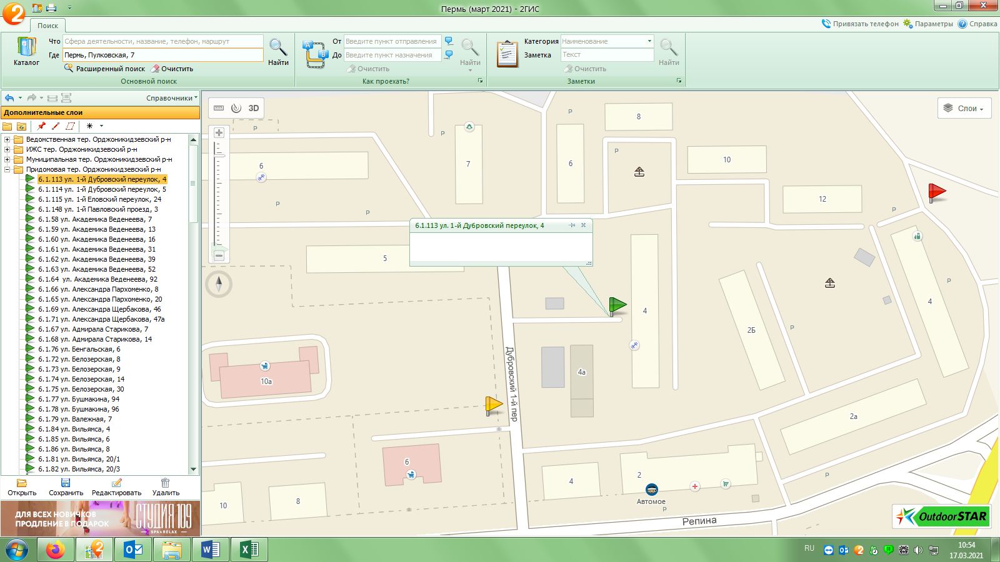 Пермь (март 2021) - 2ГИС
Поиск
Привязать телефон
Параметры
Справка
Каталог
Что
Сфера деятельности, название, телефон, маршрут
Где
Пермь, Пулковская, 7
Расширенный поиск
Очистить
Найти
Основной поиск
От
Введите пункт отправления
До
Введите пункт назначения
Очистить
Найти
Как проехать?
Категория
Наименование
Заметка
Текст
Очистить
Найти
Заметки
Справочники
Дополнительные слои
Ведомственная тер. Орджоникидзевский р-н
ИЖС тер. Орджоникидзевский р-н
Муниципальная тер. Орджоникидзевский р-н
Придомовая тер. Орджоникидзевский р-н
6.1.113 ул. 1-й Дубровский переулок, 4
6.1.114 ул. 1-й Дубровский переулок, 5
6.1.115 ул. 1-й Еловский переулок, 24
6.1.148 ул. 1-й Павловский проезд, 3
6.1.58 ул. Академика Веденеева, 7
6.1.59 ул. Академика Веденеева, 13
6.1.60 ул. Академика Веденеева, 16
6.1.61 ул. Академика Веденеева, 31
6.1.62 ул. Академика Веденеева, 39
6.1.63 ул. Академика Веденеева, 52
6.1.64 ул. Академика Веденеева, 92
6.1.66 ул. Александра Пархоменко, 8
6.1.65 ул. Александра Пархоменко, 20
6.1.69 ул. Александра Щербакова, 46
6.1.71 ул. Александра Щербакова, 47а
6.1.67 ул. Адмирала Старикова, 7
6.1.68 ул. Адмирала Старикова, 14
6.1.76 ул. Бенгальская, 6
6.1.72 ул. Белозерская, 8
6.1.73 ул. Белозерская, 9
6.1.74 ул. Белозерская, 14
6.1.75 ул. Белозерская, 30
6.1.77 ул. Бушмакина, 94
6.1.78 ул. Бушмакина, 96
6.1.79 ул. Валежная, 7
6.1.84 ул. Вильямса, 4
6.1.85 ул. Вильямса, 6
6.1.86 ул. Вильямса, 8
6.1.81 ул. Вильямса, 20/1
6.1.82 ул. Вильямса, 20/3
Открыть
Сохранить
Редактировать
Удалить
ДЛЯ ВСЕХ НОВИЧКОВ
ПРОДЛЕНИЕ В ПОДАРОК
СТУДИЯ 109
SPA & RELAX
3D
Слои
P
P
P
8
6
7
6
P
10
P
P
12
P
6.1.113 ул. 1-й Дубровский переулок, 4
5
4
2Б
P
4
P
10а
4а
Дубровский 1-й пер
2а
6
4
2
P
10
8
Автомое
P
Репина
OutdoorSTAR
RU
10:54
17.03.2021